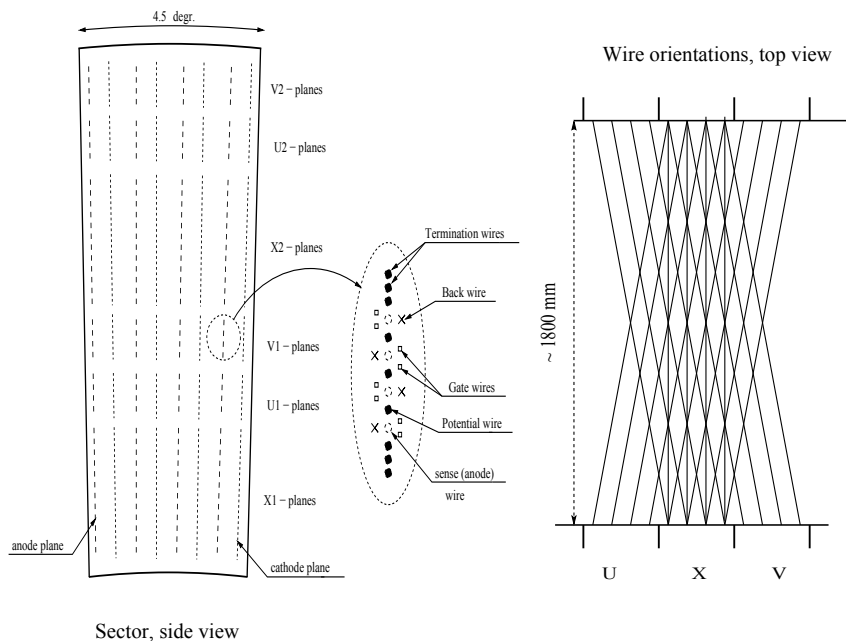 4.5 degr.
V2 – planes
U2 – planes
X2 – planes
V1 – planes
U1 – planes
X1 – planes
anode plane
cathode plane
Sector, side view
Termination wires
Back wire
Gate wires
Potential wire
sense (anode)
wire
Wire orientations, top view
~ 1800 mm
U X V